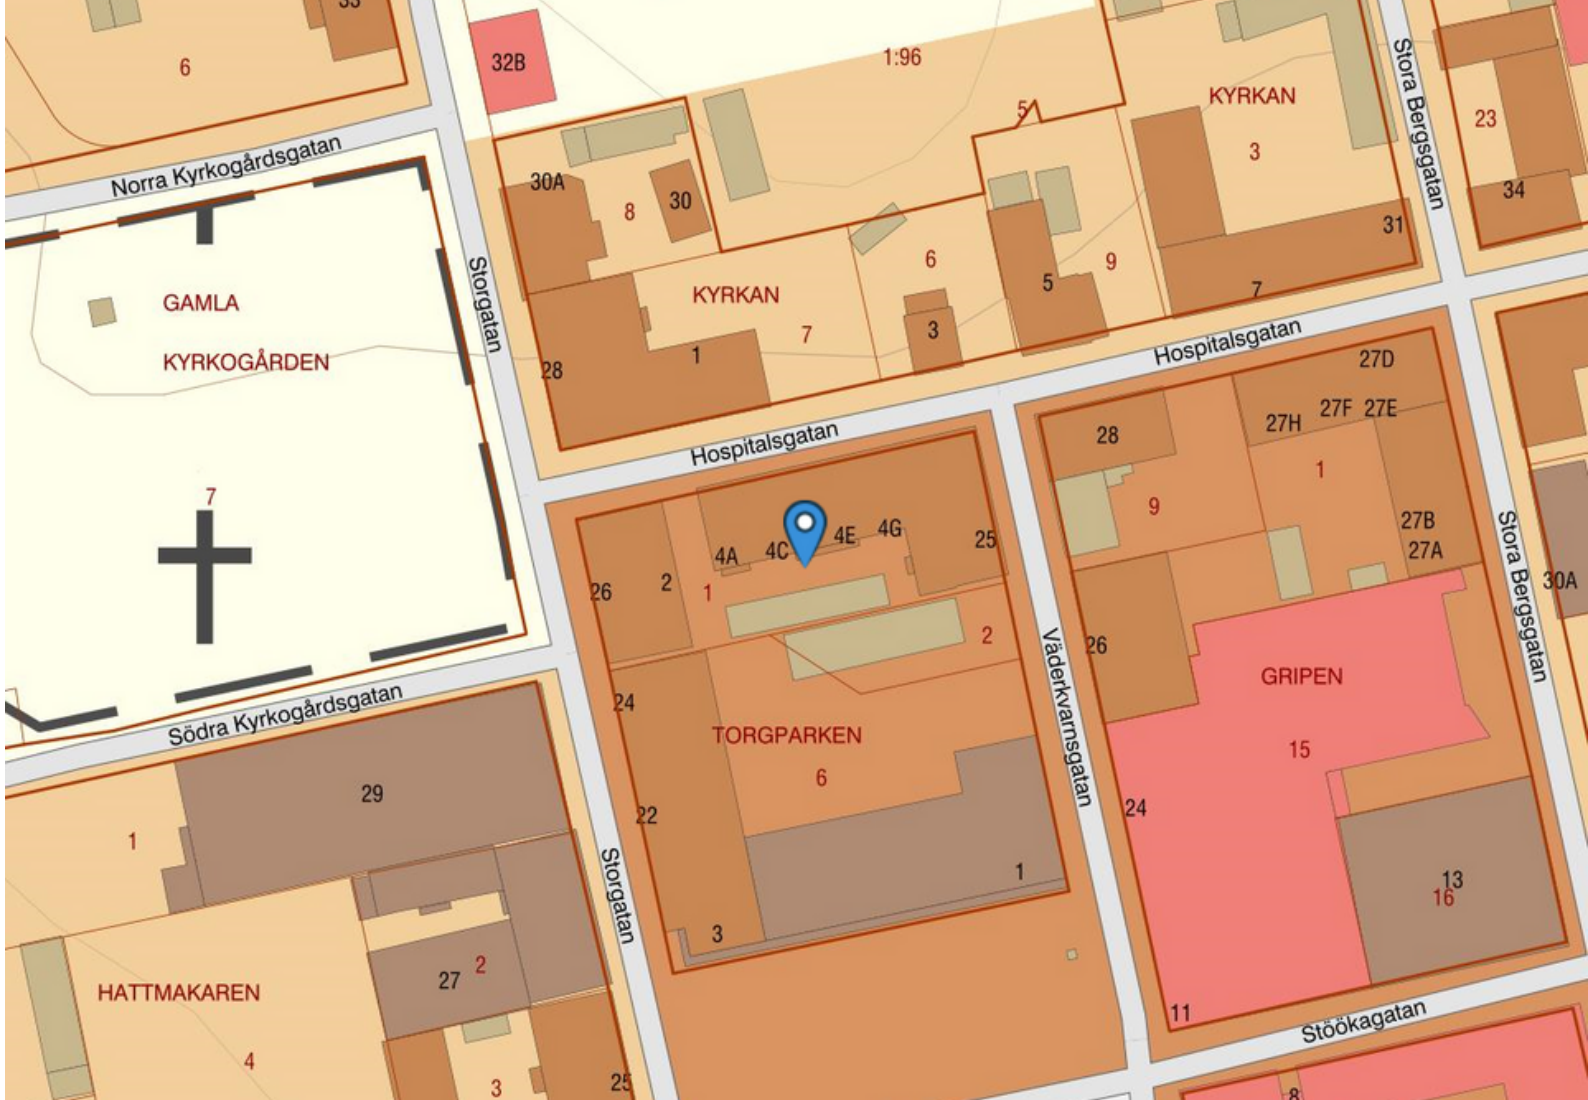 33
6
32B
1:96
5
KYRKAN
3
Stora Bergsgatan
23
34
Norra Kyrkogårdsgatan
30A
8
30
31
GAMLA
KYRKOGÅRDEN
7
Storgatan
KYRKAN
7
6
5
9
3
7
28
1
Hospitalsgatan
Hospitalsgatan
27D
27F
27E
27H
28
1
9
27B
27A
4A
4C
4E
4G
25
26
2
1
2
Stora Bergsgatan
30A
Väderkvarnsgatan
26
GRIPEN
15
24
Södra Kyrkogårdsgatan
24
TORGPARKEN
6
22
29
1
Storgatan
3
1
13
16
11
Stöökagatan
HATTMAKAREN
27
2
4
3
25
8